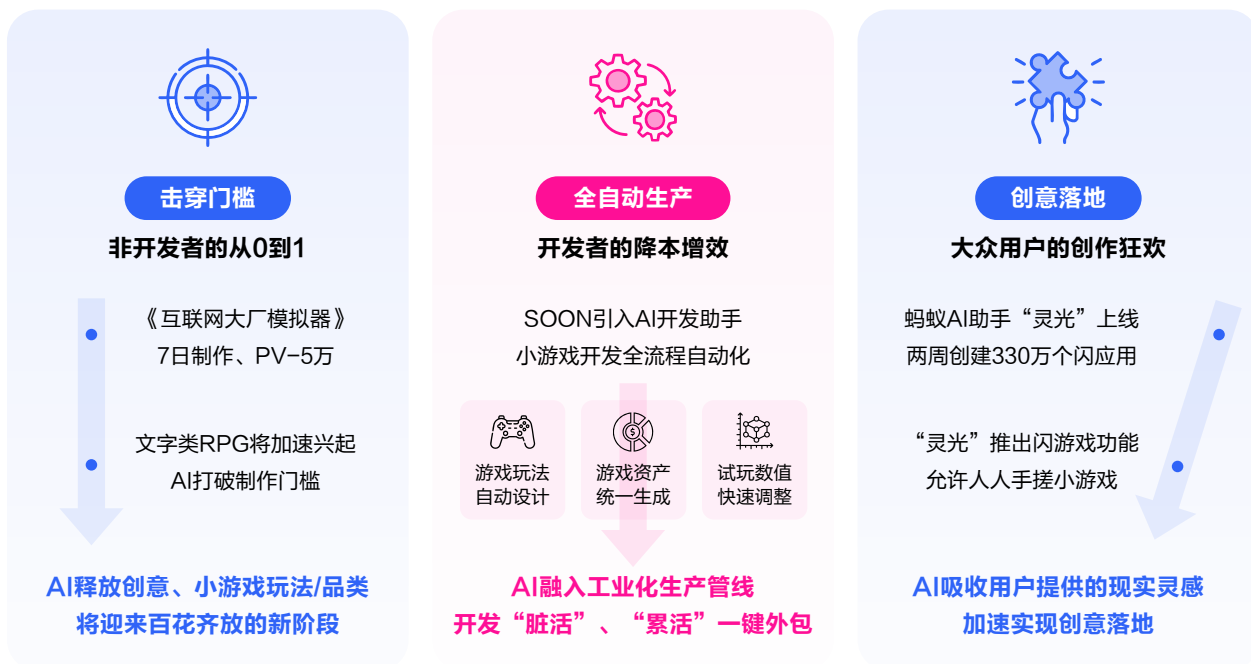 击穿门槛
非开发者的从0到1
《互联网大厂模拟器》
7日制作、PV-5万
文字类RPG将加速兴起
AI打破制作门槛
AI释放创意、小游戏玩法/品类
将迎来百花齐放的新阶段
全自动生产
开发者的降本增效
SOON引入AI开发助手
小游戏开发全流程自动化
游戏玩法
自动设计
$
游戏资产
统一生成
试玩数值
快速调整
AI融入工业化生产管线
开发“脏活”、“累活”一键外包
创意落地
大众用户的创作狂欢
蚂蚁AI助手“灵光”上线
两周创建330万个闪应用
“灵光”推出闪游戏功能
允许人人手搓小游戏
AI吸收用户提供的现实灵感
加速实现创意落地